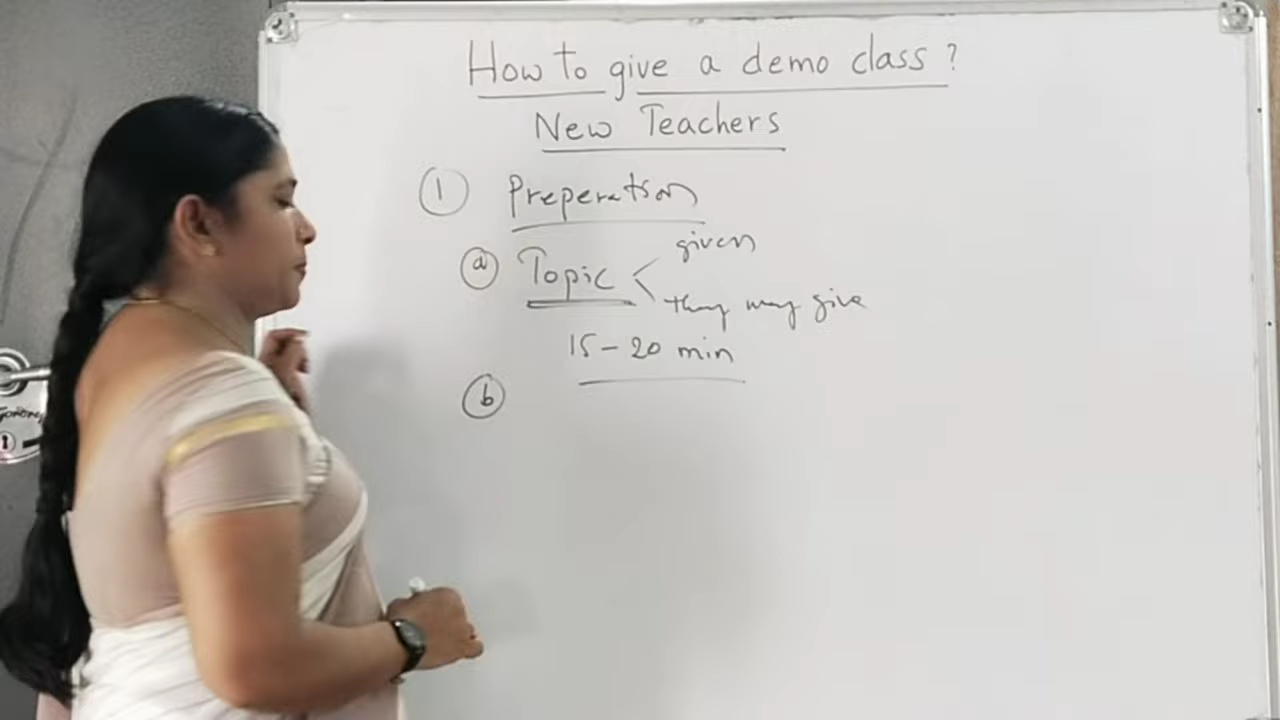 How to give a demo class?
New Teachers
① Preperation
ⓐ Topic < given
they may give
15-20 min
ⓑ